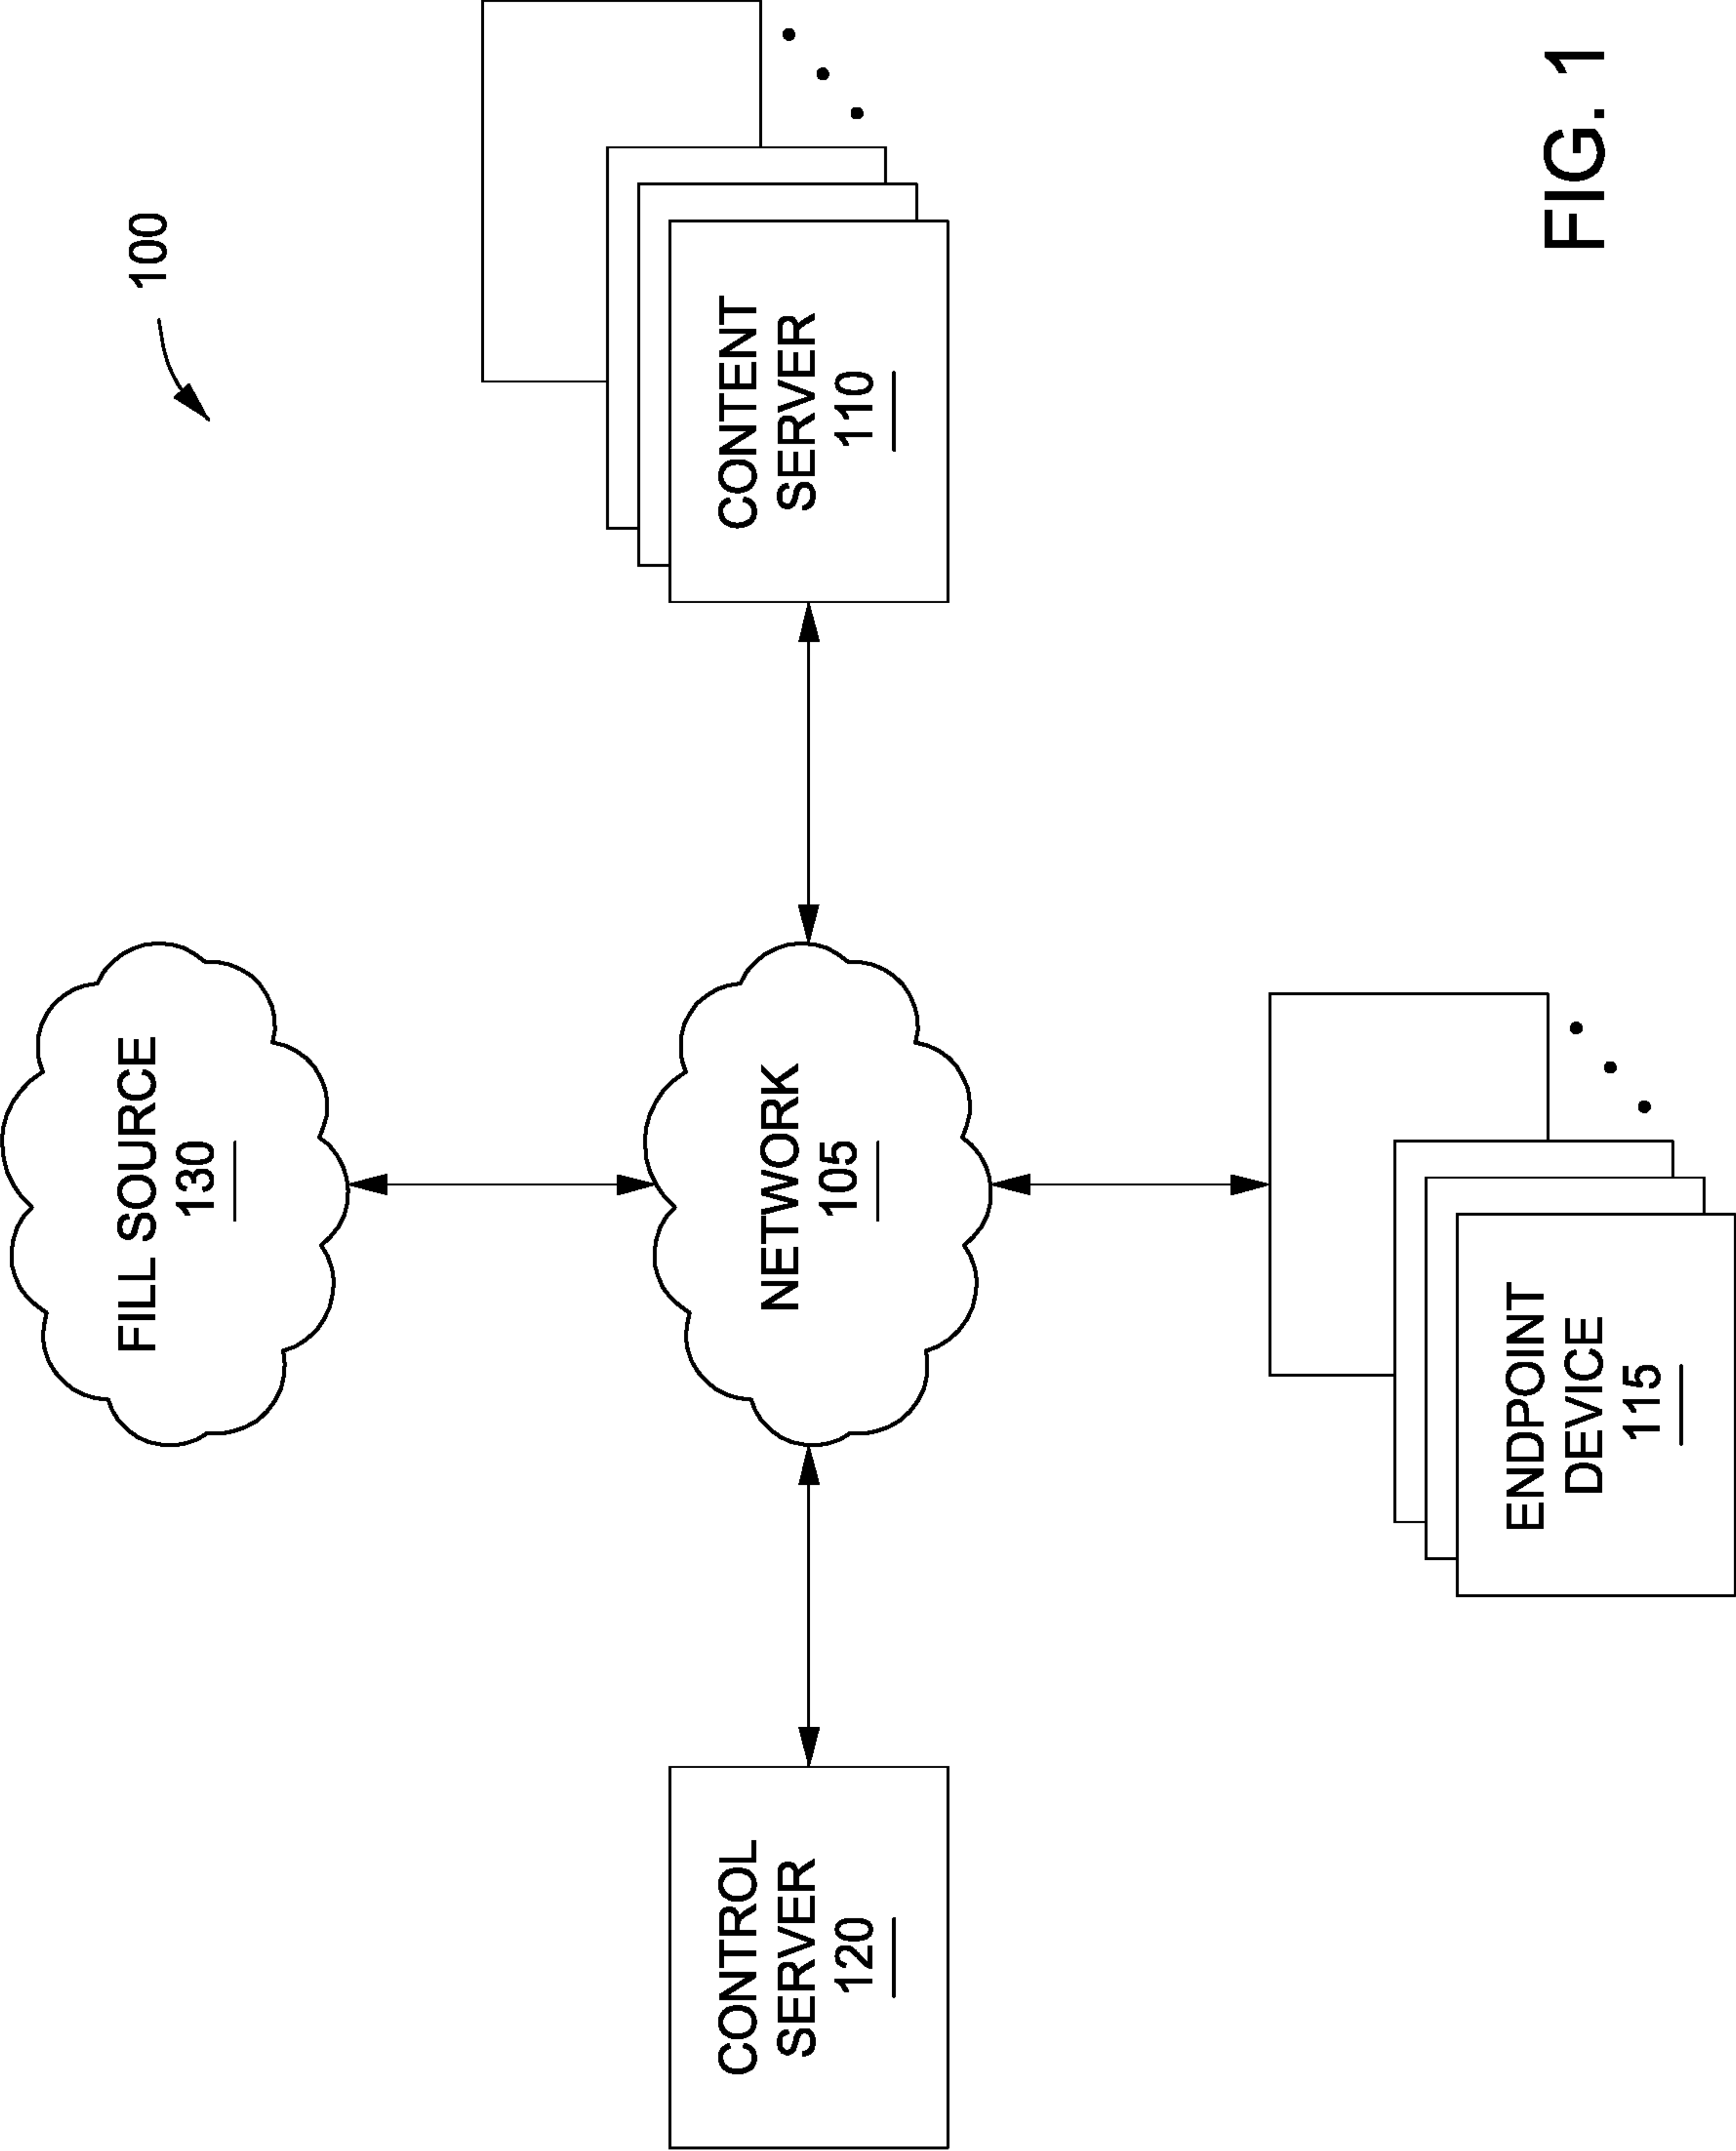 100
FILL SOURCE
130
CONTROL
SERVER
120
NETWORK
105
CONTENT
SERVER
110
ENDPOINT
DEVICE
115
FIG. 1